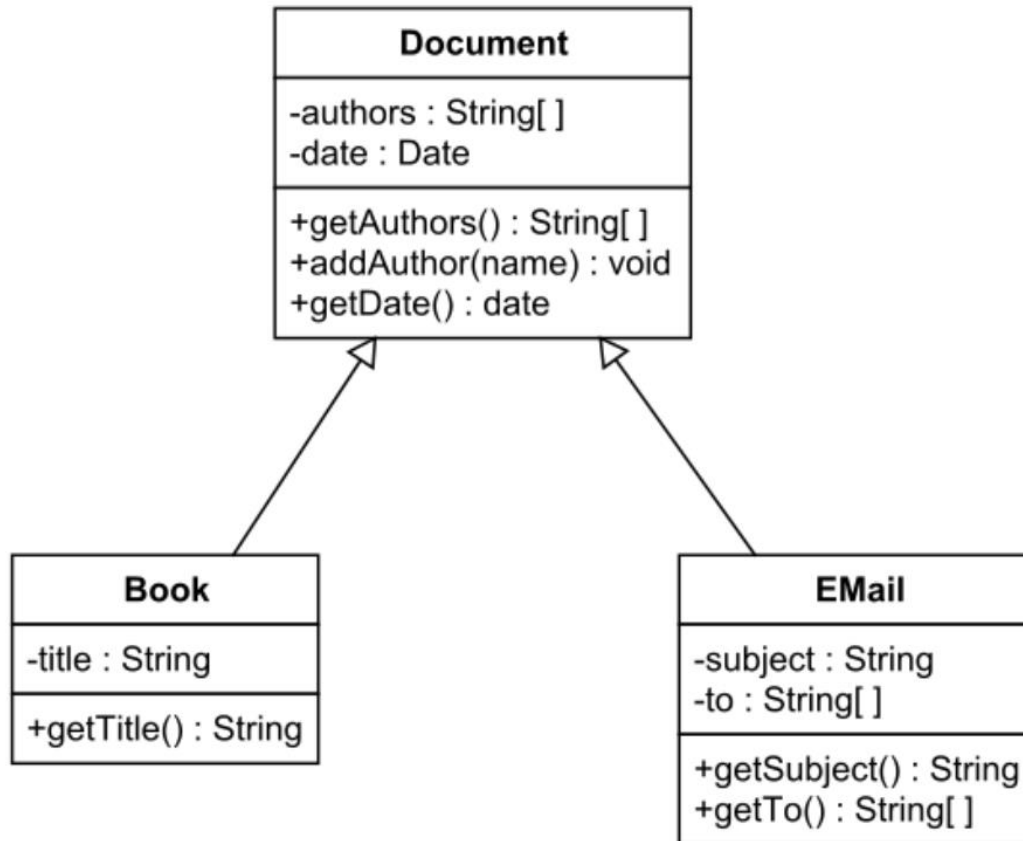 Document
-authors : String[ ]
-date : Date
+getAuthors() : String[ ]
+addAuthor(name) : void
+getDate() : date
Book
-title : String
+getTitle() : String
EMail
-subject : String
-to : String[ ]
+getSubject() : String
+getTo() : String[ ]